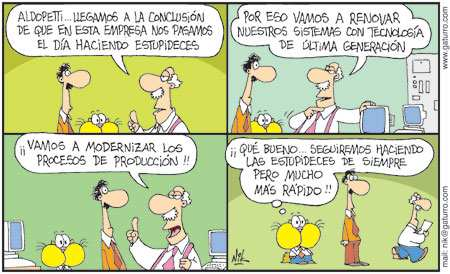 ALDOPETTI... LLEGAMOS A LA CONCLUSIÓN
DE QUE EN ESTA EMPRESA NOS PASAMOS
EL DÍA HACIENDO ESTUPIDECES
POR ESO VAMOS A RENOVAR
NUESTROS SISTEMAS CON TECNOLOGÍA
DE ÚLTIMA GENERACIÓN
¡¡VAMOS A MODERNIZAR LOS
PROCESOS DE PRODUCCIÓN!!
¡QUÉ BUENO... SEGUIREMOS HACIENDO
LAS ESTUPIDECES DE SIEMPRE
PERO MUCHO
MÁS RÁPIDO!!
NIK
www.gaturro.com
mail: nik@gaturro.com